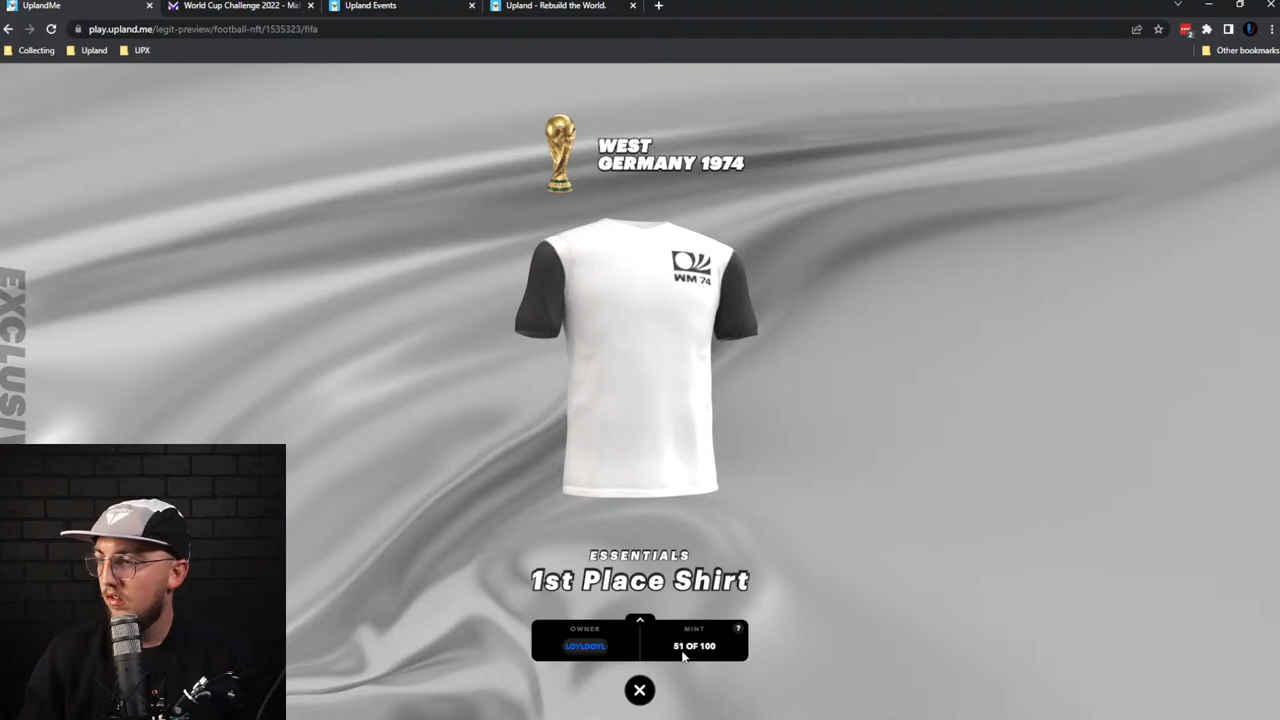 UplandMe
World Cup Challenge 2022 - Ma
Upland Events
Upland - Rebuild the World.
play.upland.me/legit-preview/football-nft/1535323/fifa
Collecting
Upland
UPX
Other bookmarks
WEST
GERMANY 1974
WM 74
EXCLUSI
ESSENTIALS
1st Place Shirt
OWNER
MINT
?
LOYLDOYL
51 OF 100